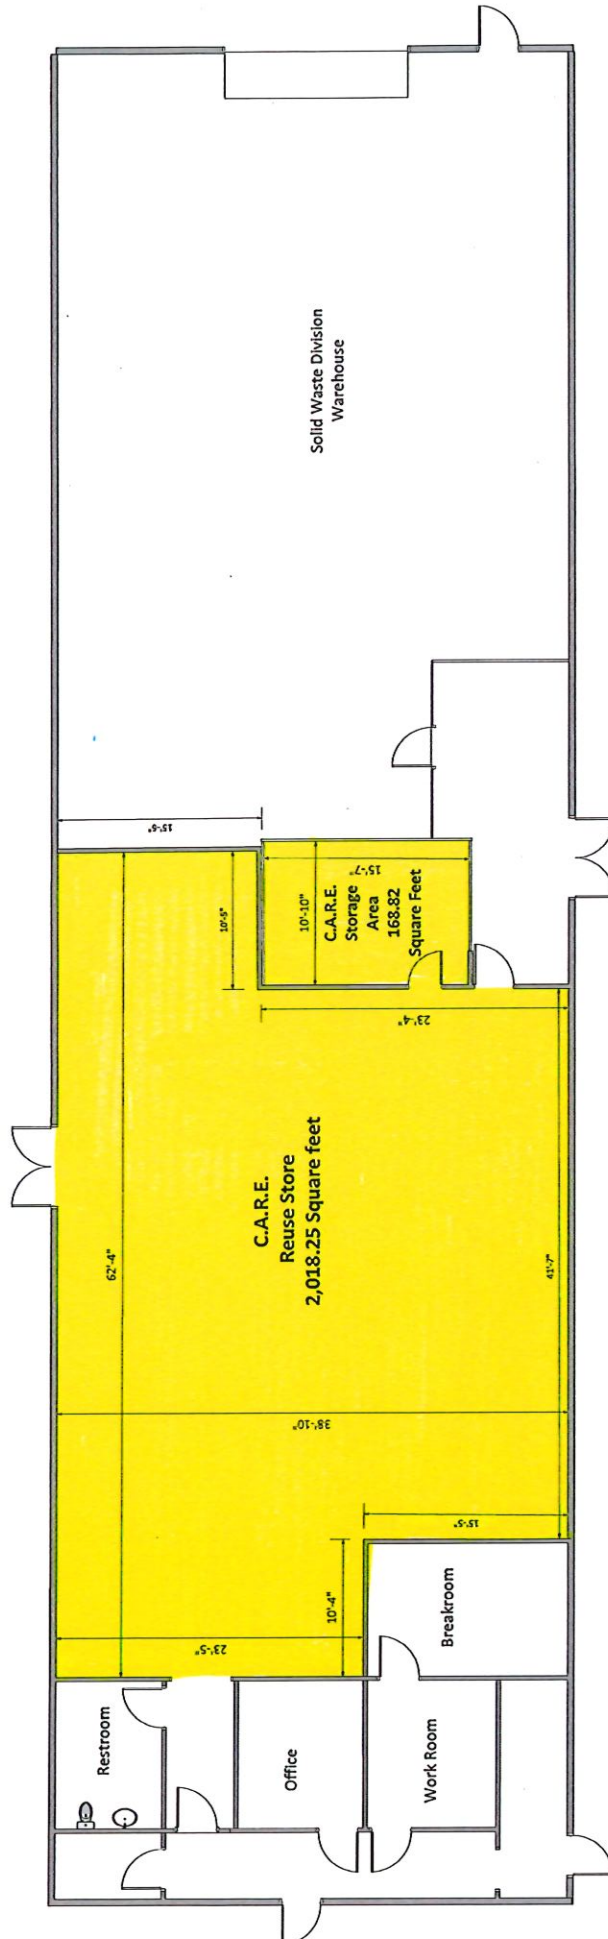 Solid Waste Division
Warehouse
15'-6"
10'-5"
10'-10"
15'-7"
C.A.R.E.
Storage
Area
168.82
Square Feet
23'-4"
62'-4"
C.A.R.E.
Reuse Store
2,018.25 Square feet
41'-7"
38'-10"
15'-5"
10'-4"
23'-5"
Breakroom
Restroom
Office
Work Room